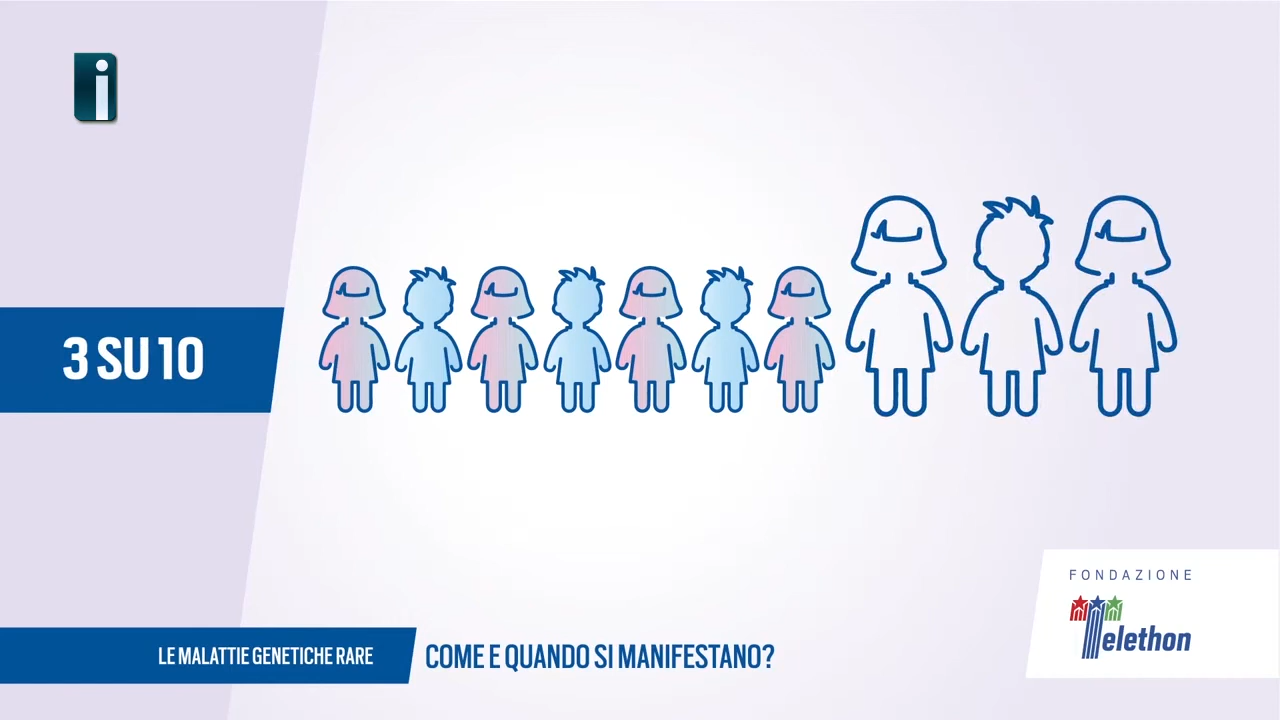 i
3 SU 10
FONDAZIONE
Telethon
LE MALATTIE GENETICHE RARE
COME E QUANDO SI MANIFESTANO?